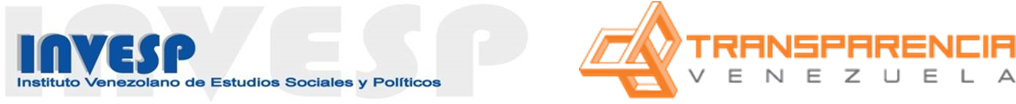 INVESP
Instituto Venezolano de Estudios Sociales y Políticos
TRANSPARENCIA
VENEZUELA